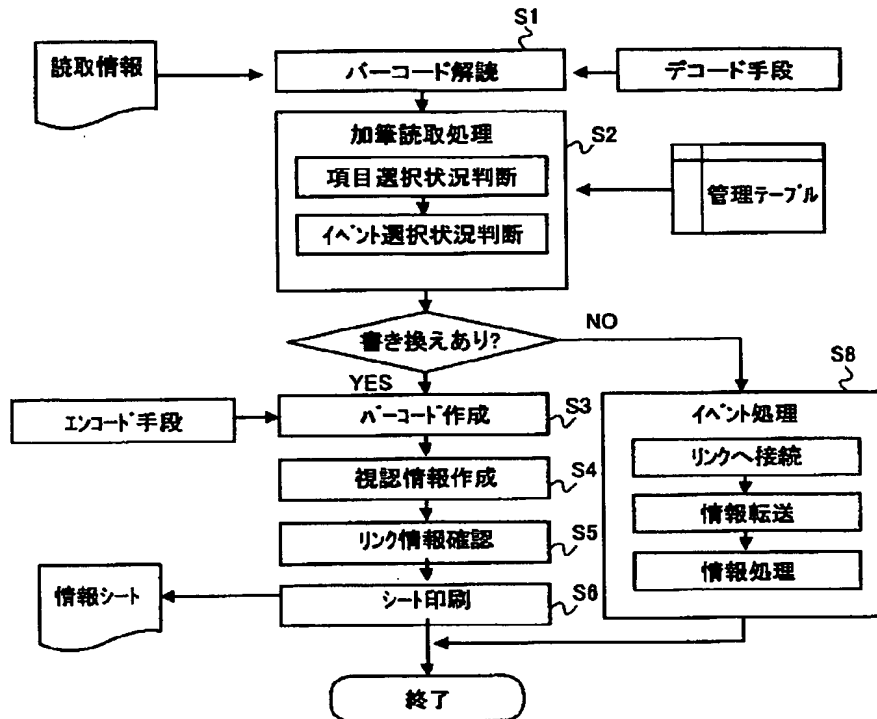 S1
読取情報
バーコード解読
デコード手段
加筆読取処理
S2
項目選択状況判断
イベント選択状況判断
管理テーブル
書き換えあり?
NO
YES
S8
エンコード手段
バーコード作成
S3
イベント処理
視認情報作成
S4
リンクへ接続
リンク情報確認
S5
情報転送
情報シート
シート印刷
S6
情報処理
終了